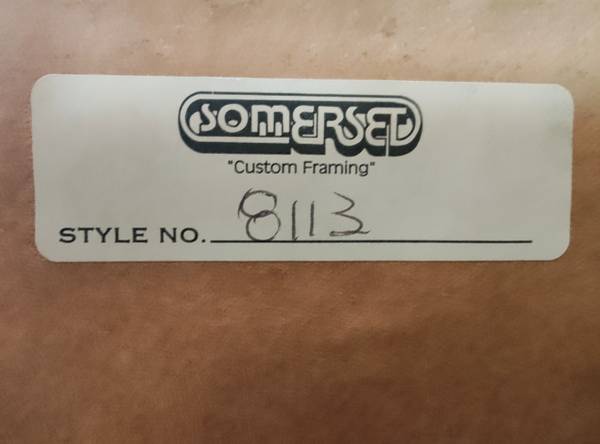 SOMERSET
"Custom Framing"
STYLE NO. 8113